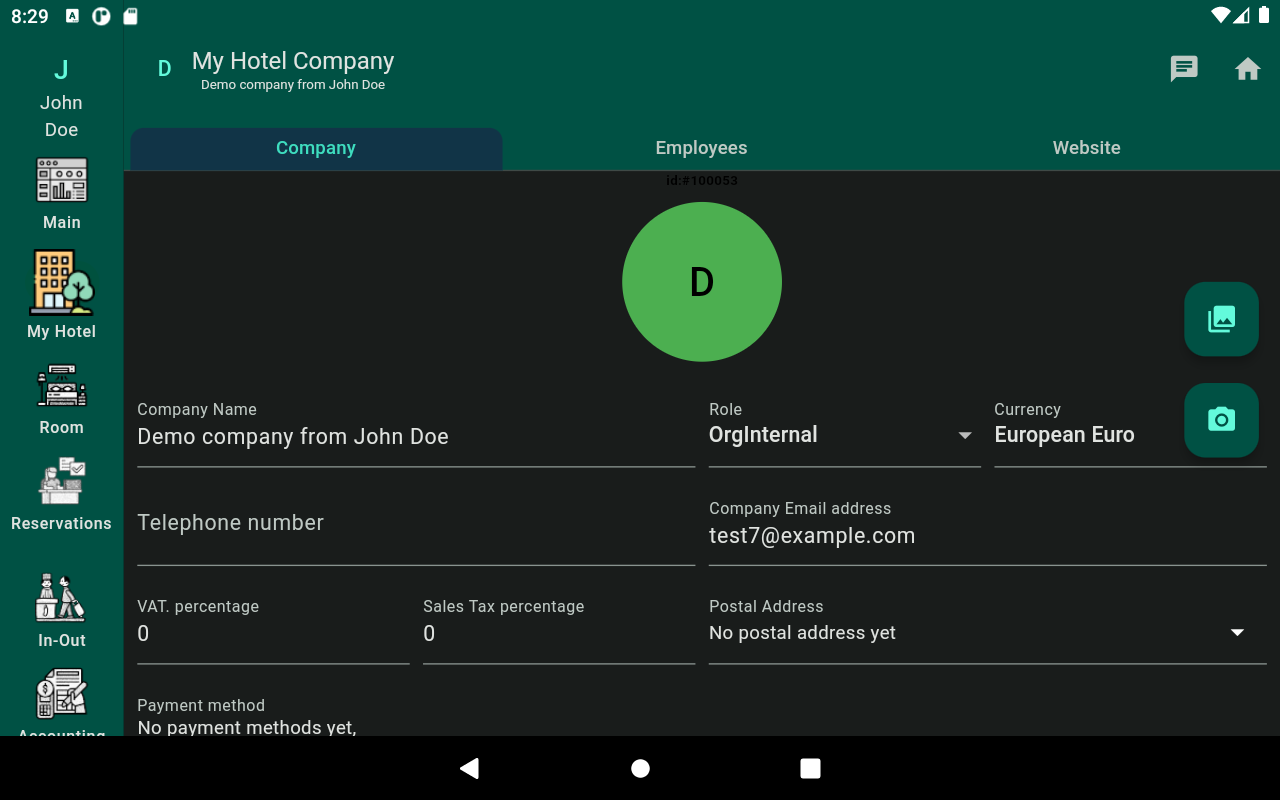 8:29
A
J
John
Doe
D
My Hotel Company
Demo company from John Doe
Company
Employees
Website
id:#100053
D
Main
My Hotel
Room
Reservations
In-Out
Accounting
Company Name
Demo company from John Doe
Role
OrgInternal
Currency
European Euro
Telephone number
Company Email address
test7@example.com
VAT. percentage
0
Sales Tax percentage
0
Postal Address
No postal address yet
Payment method
No payment methods yet,